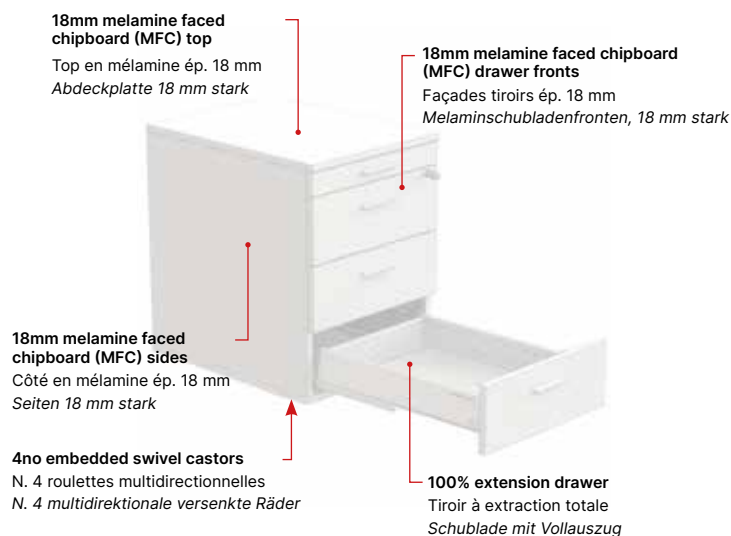 18mm melamine faced
chipboard (MFC) top
Top en mélamine ép. 18 mm
Abdeckplatte 18 mm stark
18mm melamine faced chipboard
(MFC) drawer fronts
Façades tiroirs ép. 18 mm
Melaminschubladenfronten, 18 mm stark
18mm melamine faced
chipboard (MFC) sides
Côté en mélamine ép. 18 mm
Seiten 18 mm stark
4no embedded swivel castors
N. 4 roulettes multidirectionnelles
N. 4 multidirektionale versenkte Räder
100% extension drawer
Tiroir à extraction totale
Schublade mit Vollauszug